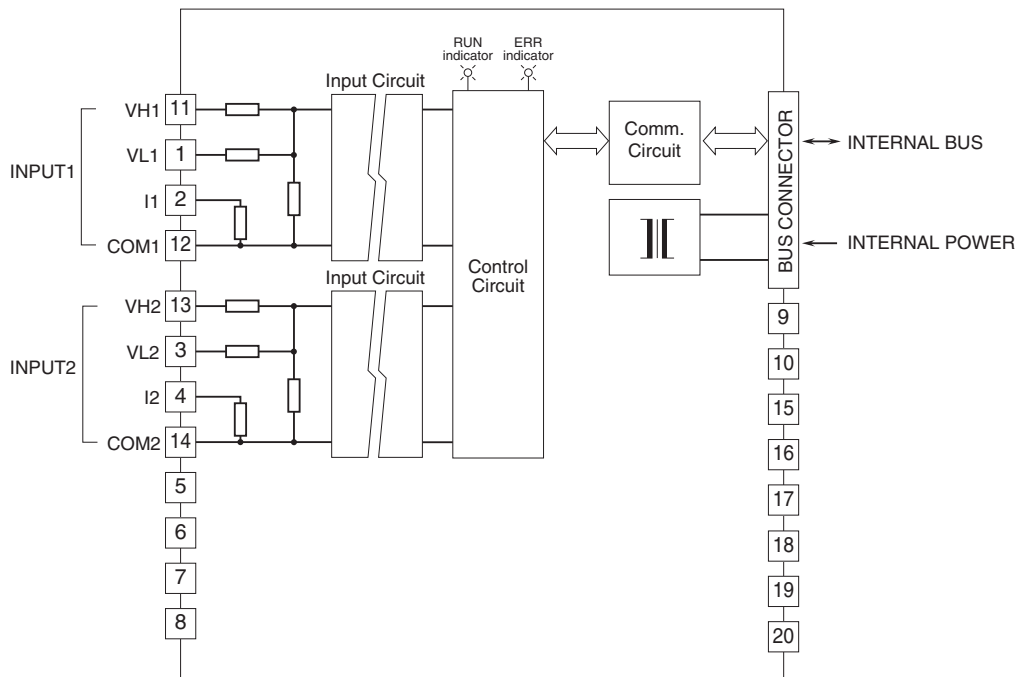 RUN
indicator
ERR
indicator
Input Circuit
INPUT1
VH1 11
VL1 1
I1 2
COM1 12
Comm.
Circuit
BUS CONNECTOR
INTERNAL BUS
INTERNAL POWER
Control
Circuit
Input Circuit
INPUT2
VH2 13
VL2 3
I2 4
COM2 14
5
6
7
8
9
10
15
16
17
18
19
20